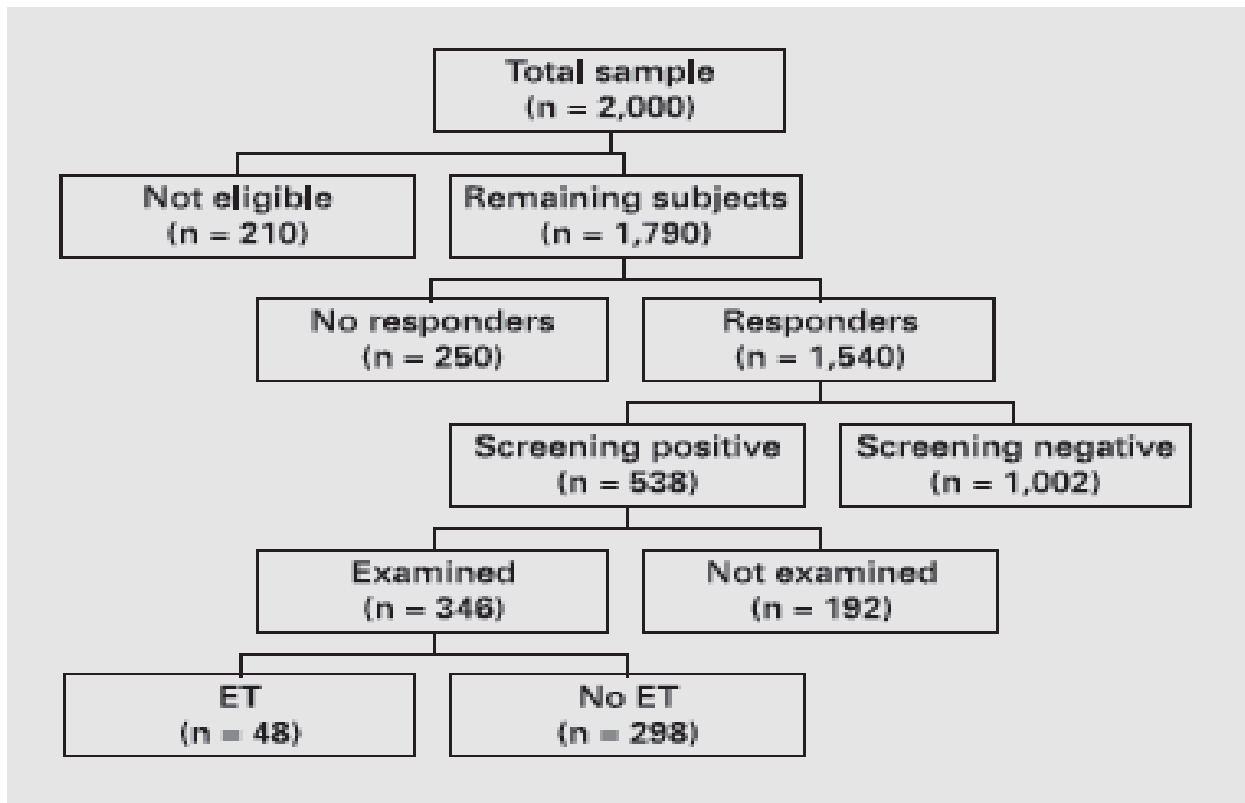 Total sample
(n = 2,000)
Not eligible
(n = 210)
Remaining subjects
(n = 1,790)
No responders
(n = 250)
Responders
(n = 1,540)
Screening positive
(n = 538)
Screening negative
(n = 1,002)
Examined
(n = 346)
Not examined
(n = 192)
ET
(n = 48)
No ET
(n = 298)